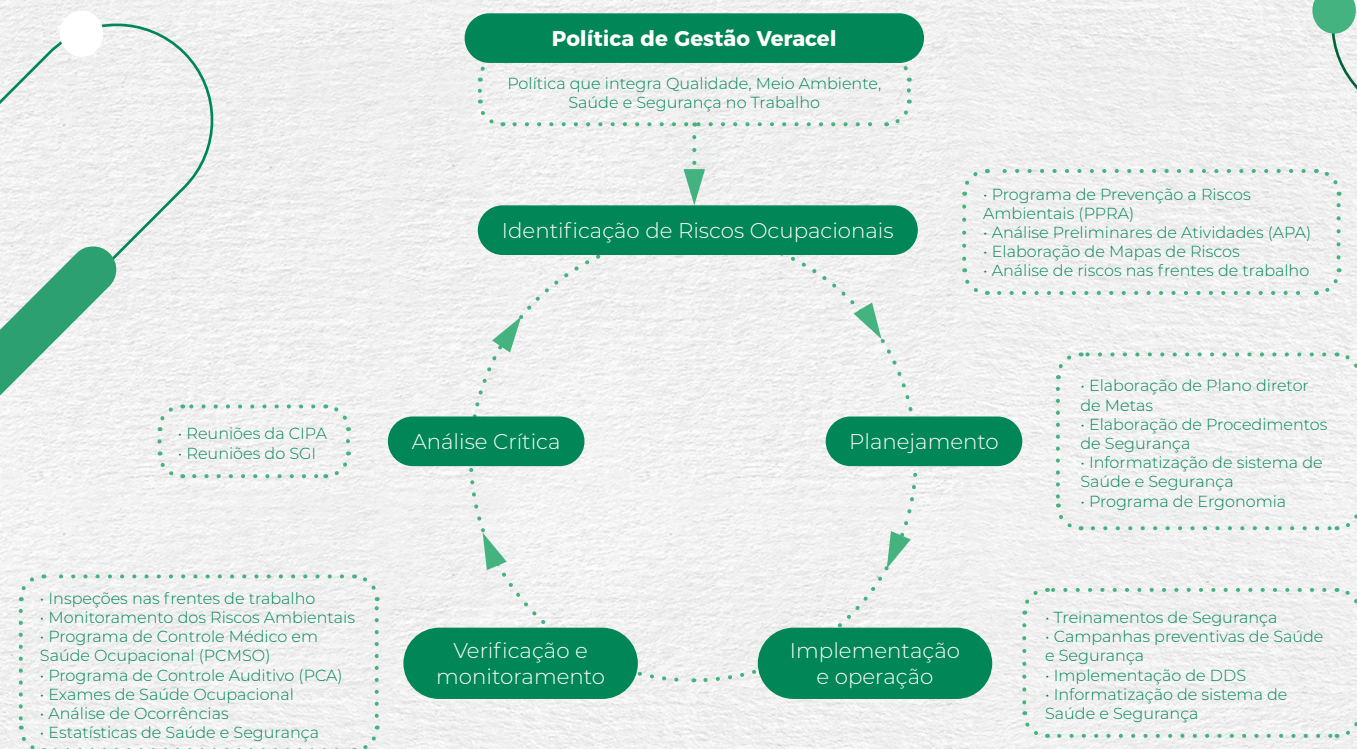 Política de Gestão Veracel
Política que integra Qualidade, Meio Ambiente,
Saúde e Segurança no Trabalho
Identificação de Riscos Ocupacionais
• Programa de Prevenção a Riscos
Ambientais (PPRA)
• Análise Preliminares de Atividades (APA)
• Elaboração de Mapas de Riscos
• Análise de riscos nas frentes de trabalho
Planejamento
• Elaboração de Plano diretor
de Metas
• Elaboração de Procedimentos
de Segurança
• Informatização de sistema de
Saúde e Segurança
• Programa de Ergonomia
Implementação
e operação
• Treinamentos de Segurança
• Campanhas preventivas de Saúde
e Segurança
• Implementação de DDS
• Informatização de sistema de
Saúde e Segurança
Verificação e
monitoramento
• Inspeções nas frentes de trabalho
• Monitoramento dos Riscos Ambientais
• Programa de Controle Médico em
Saúde Ocupacional (PCMSO)
• Programa de Controle Auditivo (PCA)
• Exames de Saúde Ocupacional
• Análise de Ocorrências
• Estatísticas de Saúde e Segurança
Análise Crítica
• Reuniões da CIPA
• Reuniões do SGI